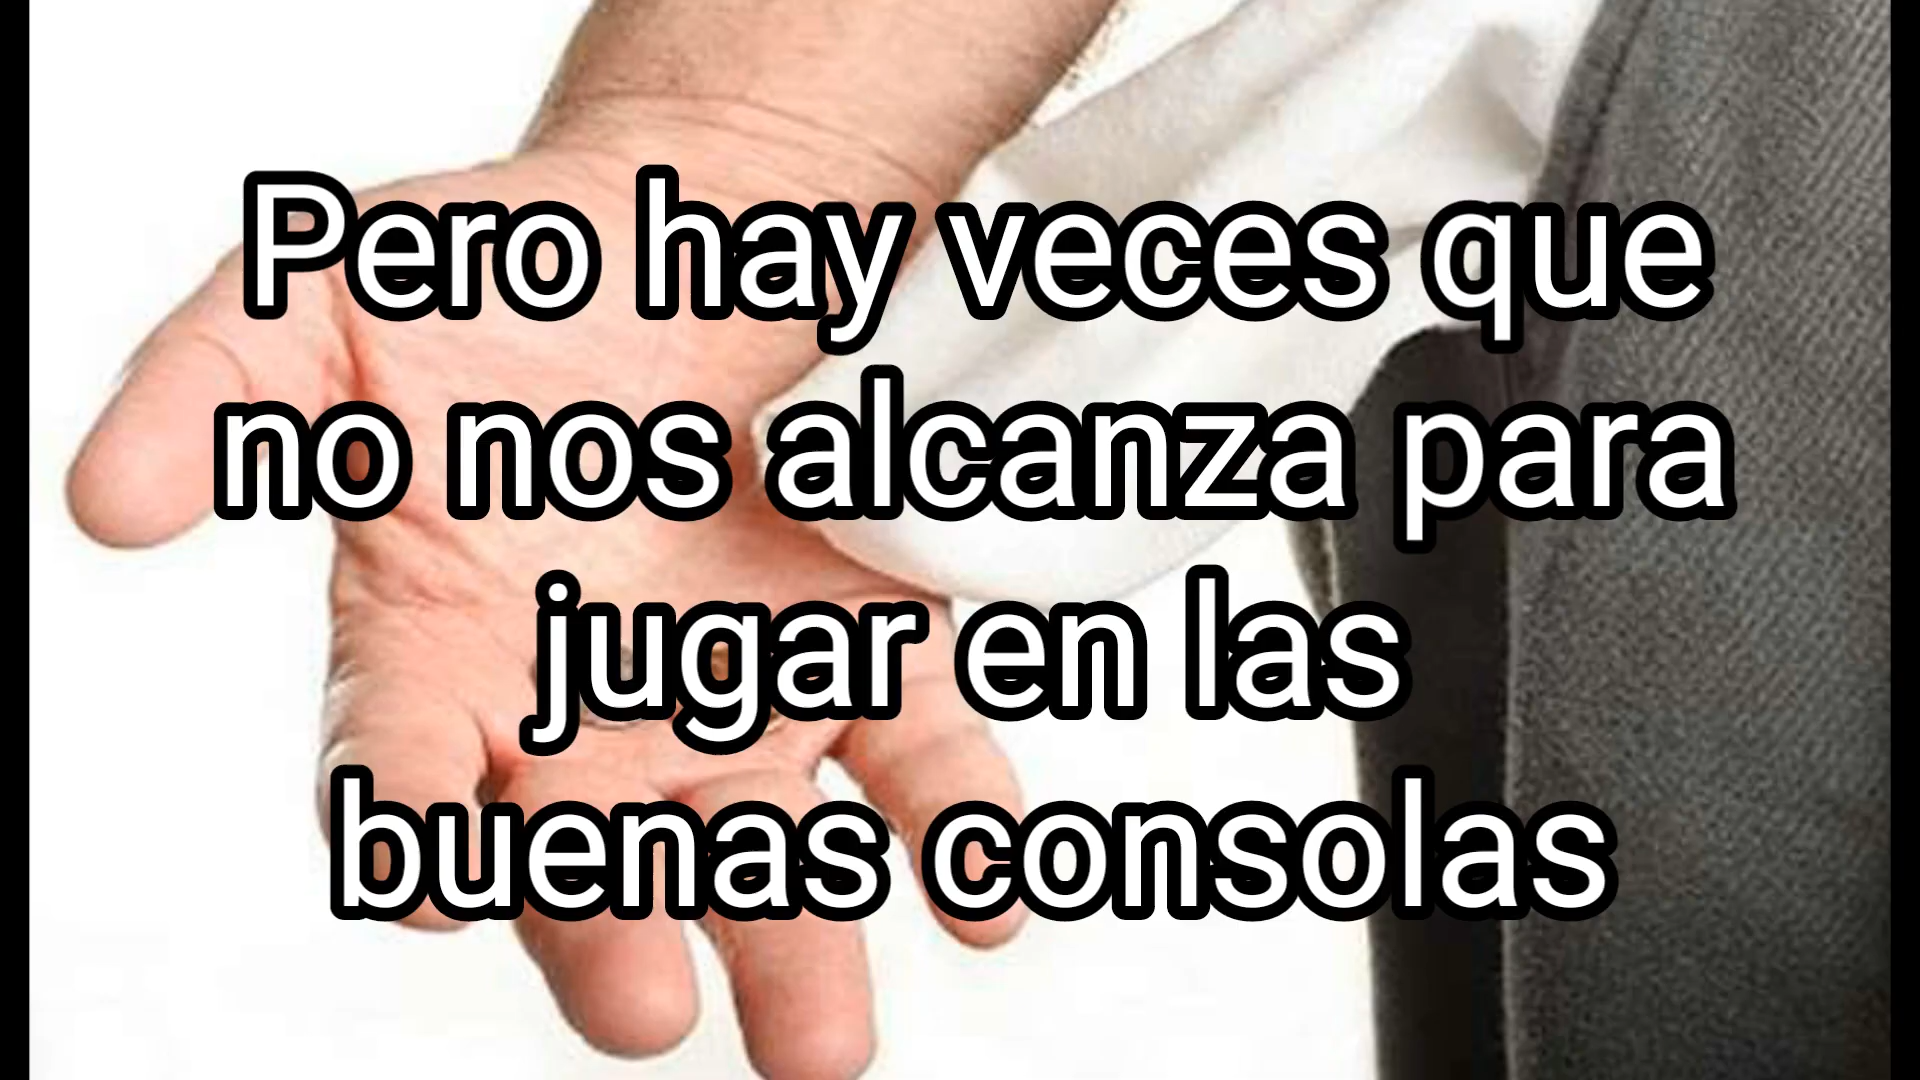 Pero hay veces que
no nos alcanza para
jugar en las
buenas consolas